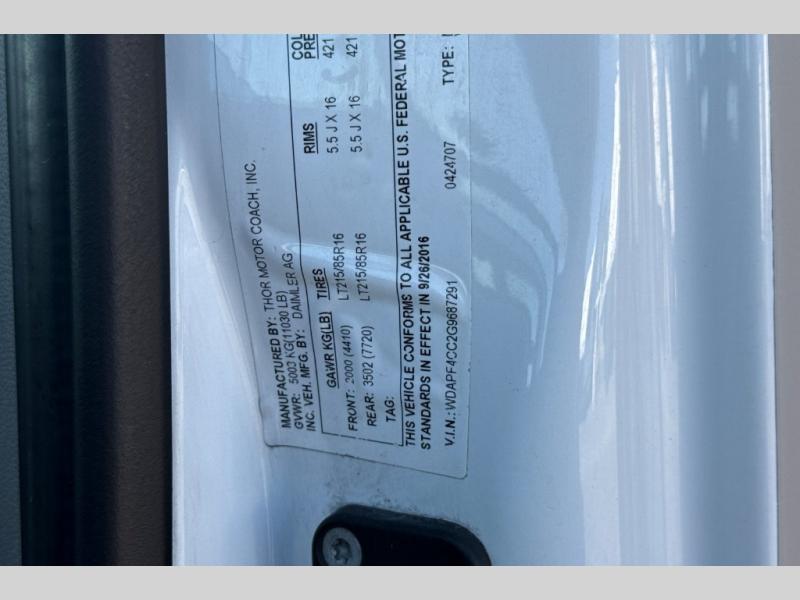 MANUFACTURED BY: THOR MOTOR COACH, INC.
GVWR: 5003 KG(11030 LB)
INC. VEH. MFG. BY: DAIMLER AG
GAWR KG(LB) TIRES RIMS COL
PRE
FRONT: 2000 (4410) LT215/85R16 5.5 J X 16 421
REAR: 3502 (7720) LT215/85R16 5.5 J X 16 421
TAG:
THIS VEHICLE CONFORMS TO ALL APPLICABLE U.S. FEDERAL MOT
STANDARDS IN EFFECT IN 9/26/2016
V.I.N.: WDAPF4CC2G9687291 0424707 TYPE: